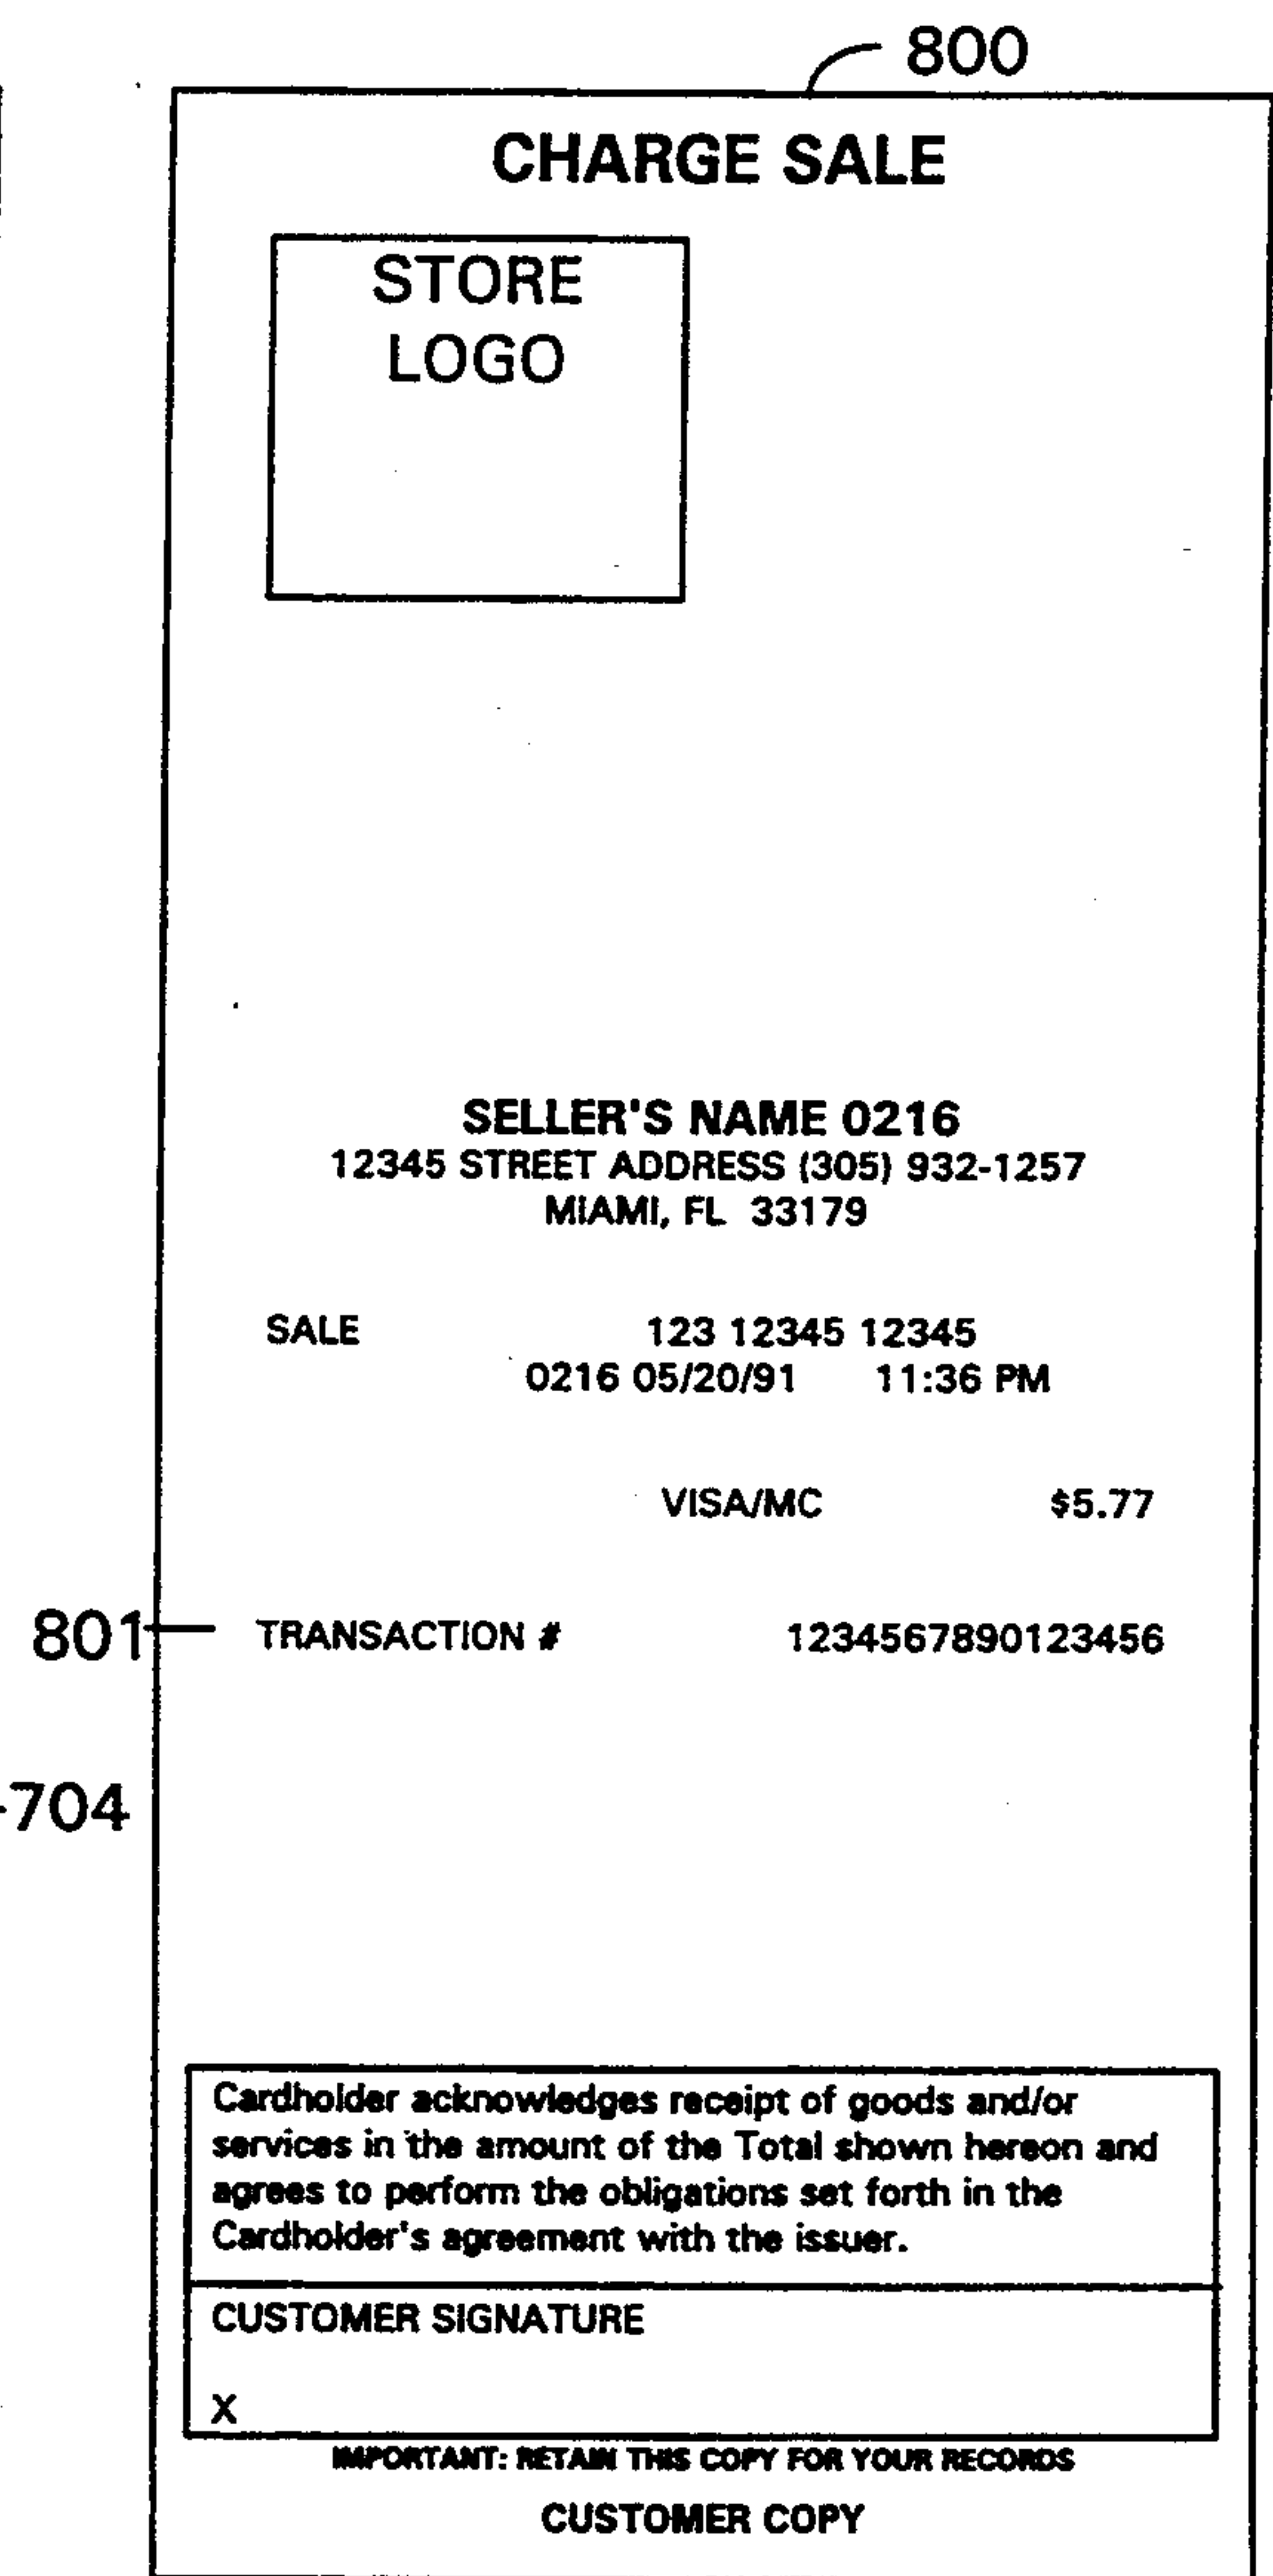 800
CHARGE SALE
STORE
LOGO
SELLER'S NAME 0216
12345 STREET ADDRESS (305) 932-1257
MIAMI, FL 33179
SALE 123 12345 12345
0216 05/20/91 11:36 PM
VISA/MC $5.77
801 TRANSACTION # 1234567890123456
704
Cardholder acknowledges receipt of goods and/or
services in the amount of the Total shown hereon and
agrees to perform the obligations set forth in the
Cardholder's agreement with the issuer.
CUSTOMER SIGNATURE
X
IMPORTANT: RETAIN THIS COPY FOR YOUR RECORDS
CUSTOMER COPY